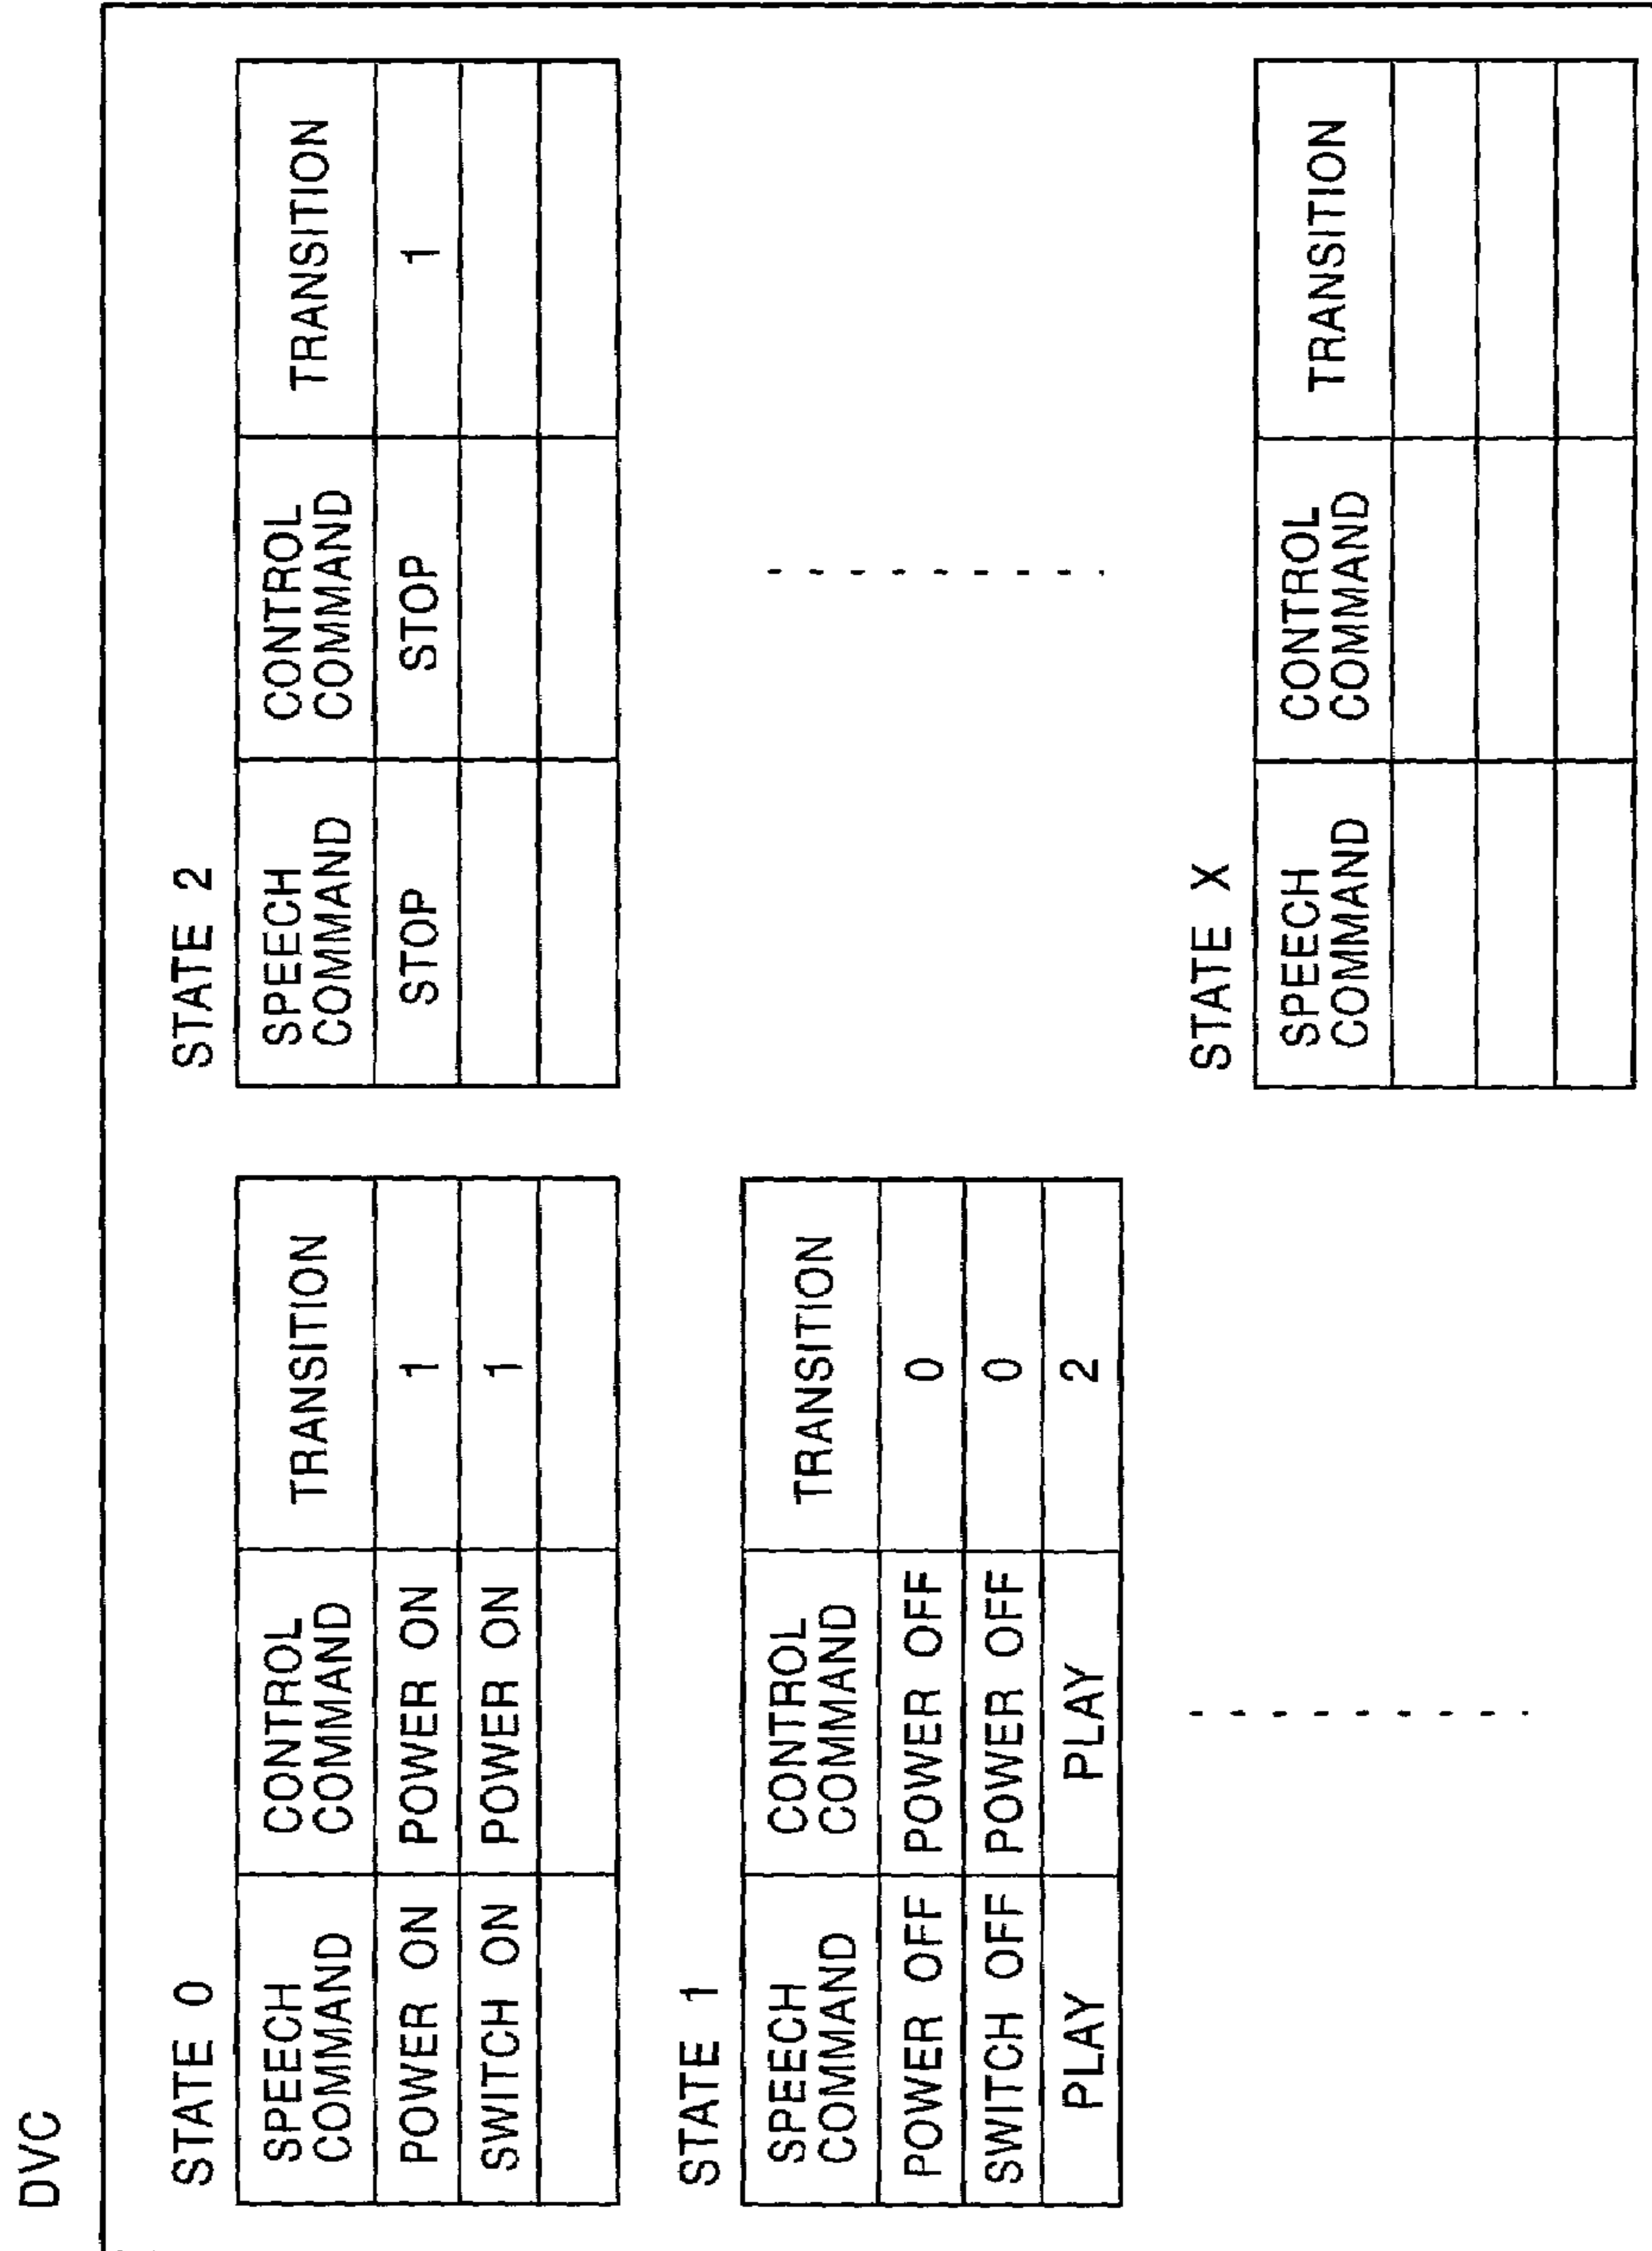 DVC
STATE 0
SPEECH COMMAND CONTROL COMMAND TRANSITION
POWER ON POWER ON 1
SWITCH ON POWER ON 1
STATE 1
SPEECH COMMAND CONTROL COMMAND TRANSITION
POWER OFF POWER OFF 0
SWITCH OFF POWER OFF 0
PLAY PLAY 2
STATE 2
SPEECH COMMAND CONTROL COMMAND TRANSITION
STOP STOP 1
STATE X
SPEECH COMMAND CONTROL COMMAND TRANSITION